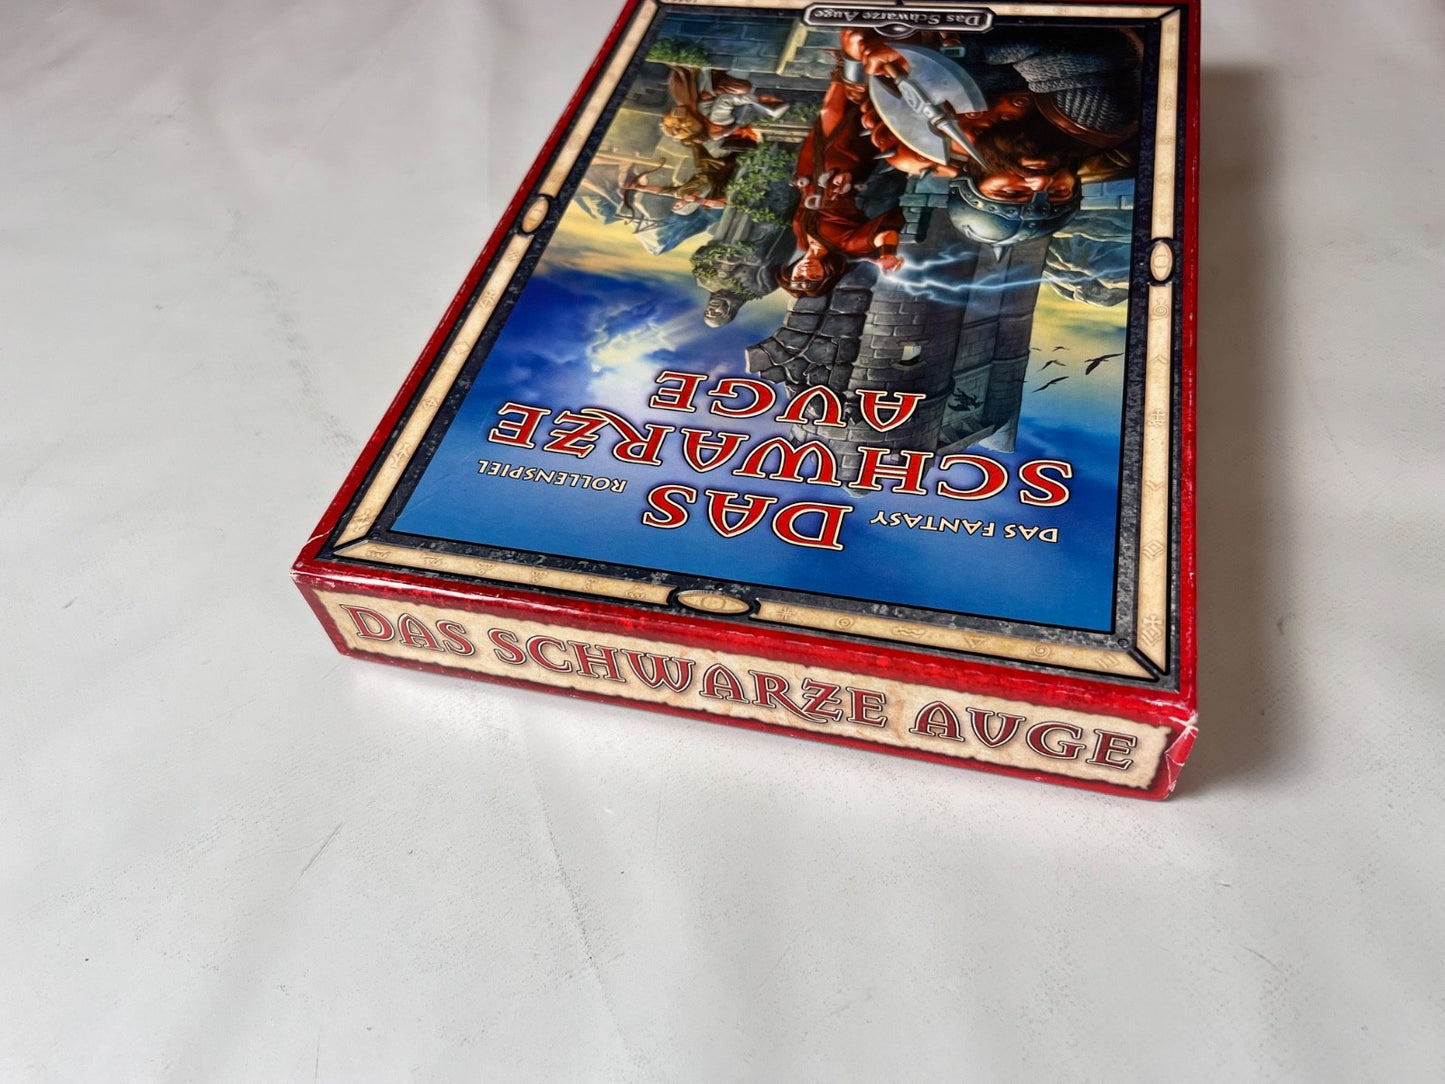 DAS FANTASY ROLLENSPIEL
DAS
SCHWARZE
AUGE
Das Schwarze Auge
DAS SCHWARZE AUGE